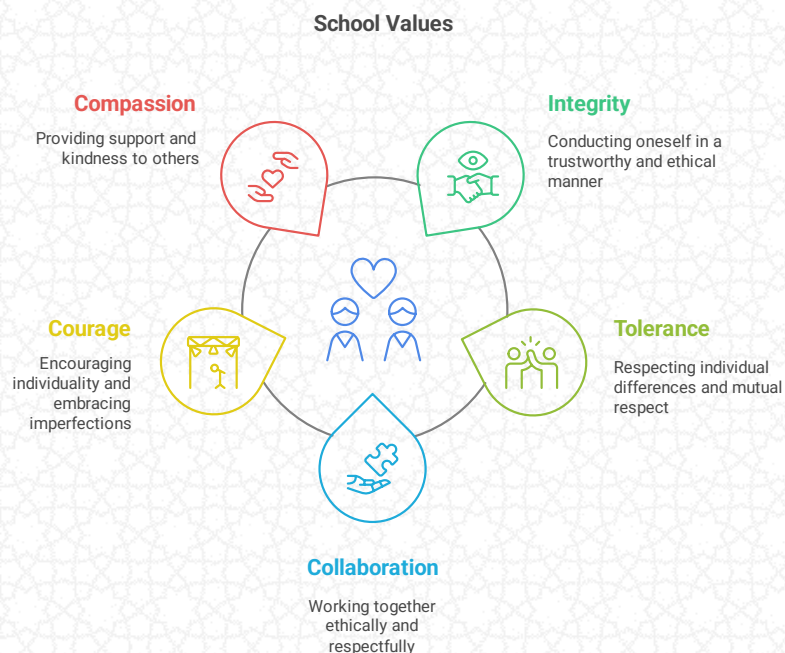 School Values
Compassion
Providing support and
kindness to others
Integrity
Conducting oneself in a
trustworthy and ethical
manner
Courage
Encouraging
individuality and
embracing
imperfections
Tolerance
Respecting individual
differences and mutual
respect
Collaboration
Working together
ethically and
respectfully